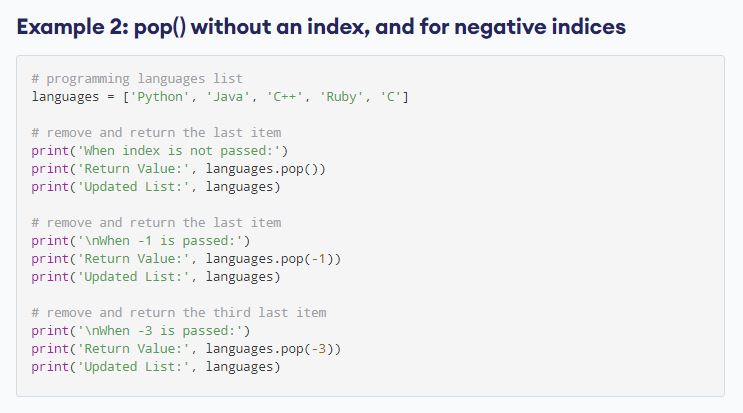 Example 2: pop() without an index, and for negative indices
# programming languages list
languages = ['Python', 'Java', 'C++', 'Ruby', 'C']
# remove and return the last item
print('When index is not passed:')
print('Return Value:', languages.pop())
print('Updated List:', languages)
# remove and return the last item
print('\nWhen -1 is passed:')
print('Return Value:', languages.pop(-1))
print('Updated List:', languages)
# remove and return the third last item
print('\nWhen -3 is passed:')
print('Return Value:', languages.pop(-3))
print('Updated List:', languages)